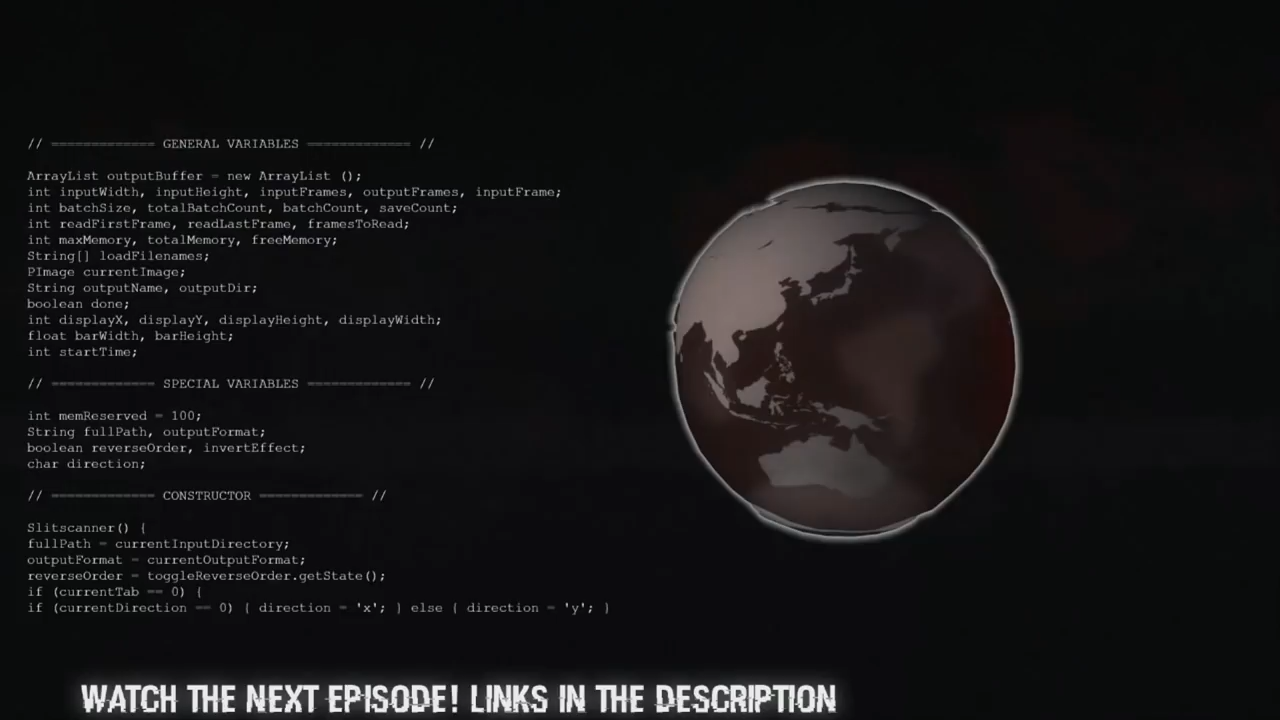 // ============= GENERAL VARIABLES ============= //
ArrayList outputBuffer = new ArrayList ();
int inputWidth, inputHeight, inputFrames, outputFrames, inputFrame;
int batchSize, totalBatchCount, batchCount, saveCount;
int readFirstFrame, readLastFrame, framesToRead;
int maxMemory, totalMemory, freeMemory;
String[] loadFilenames;
PImage currentImage;
String outputName, outputDir;
boolean done;
int displayX, displayY, displayHeight, displayWidth;
float barWidth, barHeight;
int startTime;
// ============= SPECIAL VARIABLES ============= //
int memReserved = 100;
String fullPath, outputFormat;
boolean reverseOrder, invertEffect;
char direction;
// ============= CONSTRUCTOR ============= //
Slitscanner() {
fullPath = currentInputDirectory;
outputFormat = currentOutputFormat;
reverseOrder = toggleReverseOrder.getState();
if (currentTab == 0) {
if (currentDirection == 0) { direction = 'x'; } else { direction = 'y'; }
WATCH THE NEXT EPISODE! LINKS IN THE DESCRIPTION